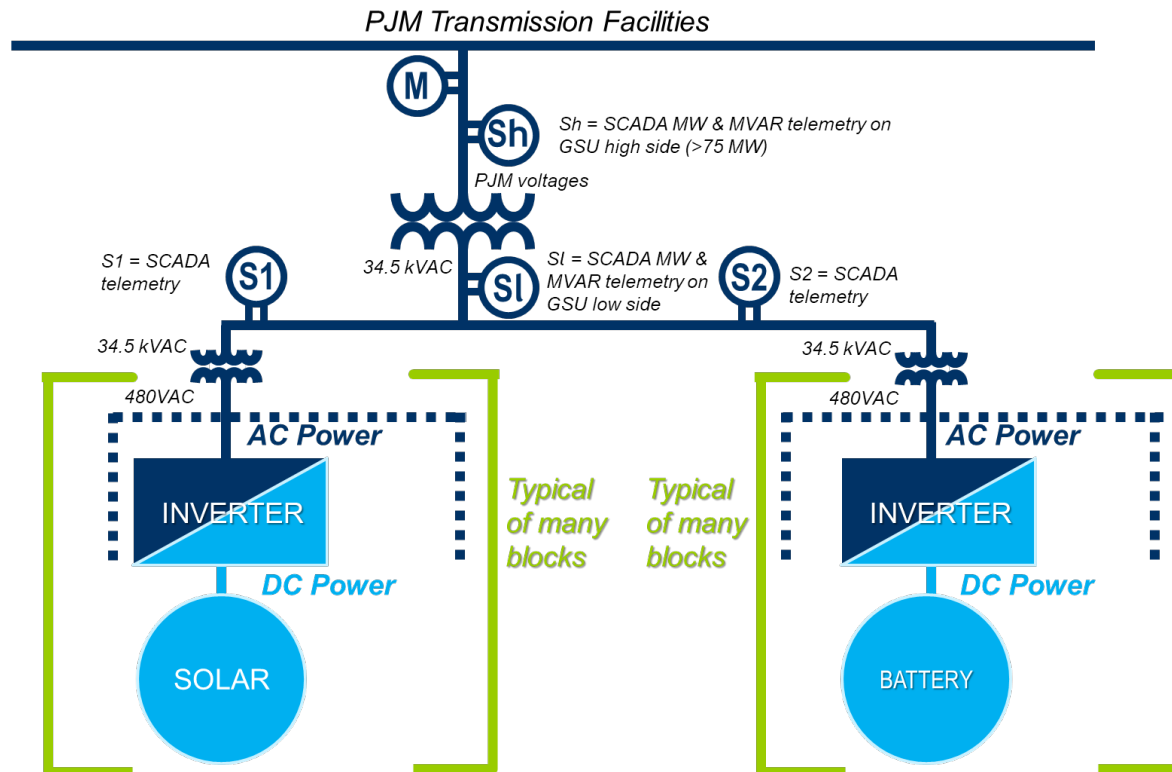 PJM Transmission Facilities
M
Sh
Sh = SCADA MW & MVAR telemetry on
GSU high side (>75 MW)
PJM voltages
S1 = SCADA
telemetry
S1
34.5 kVAC
Sl
Sl = SCADA MW &
MVAR telemetry on
GSU low side
S2
S2 = SCADA
telemetry
34.5 kVAC
480VAC
AC Power
INVERTER
DC Power
SOLAR
Typical
of many
blocks
Typical
of many
blocks
34.5 kVAC
480VAC
AC Power
INVERTER
DC Power
BATTERY